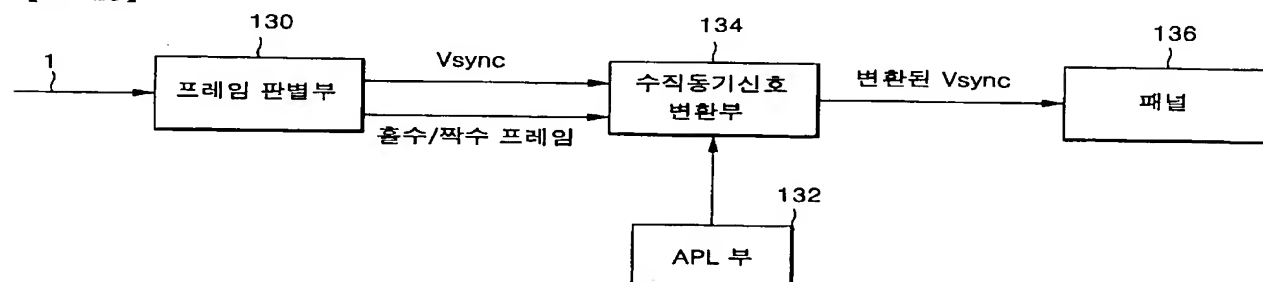 130
134
136
1
Vsync
변환된 Vsync
프레임 판별부
수직동기신호
변환부
패널
홀수/짝수 프레임
132
APL 부